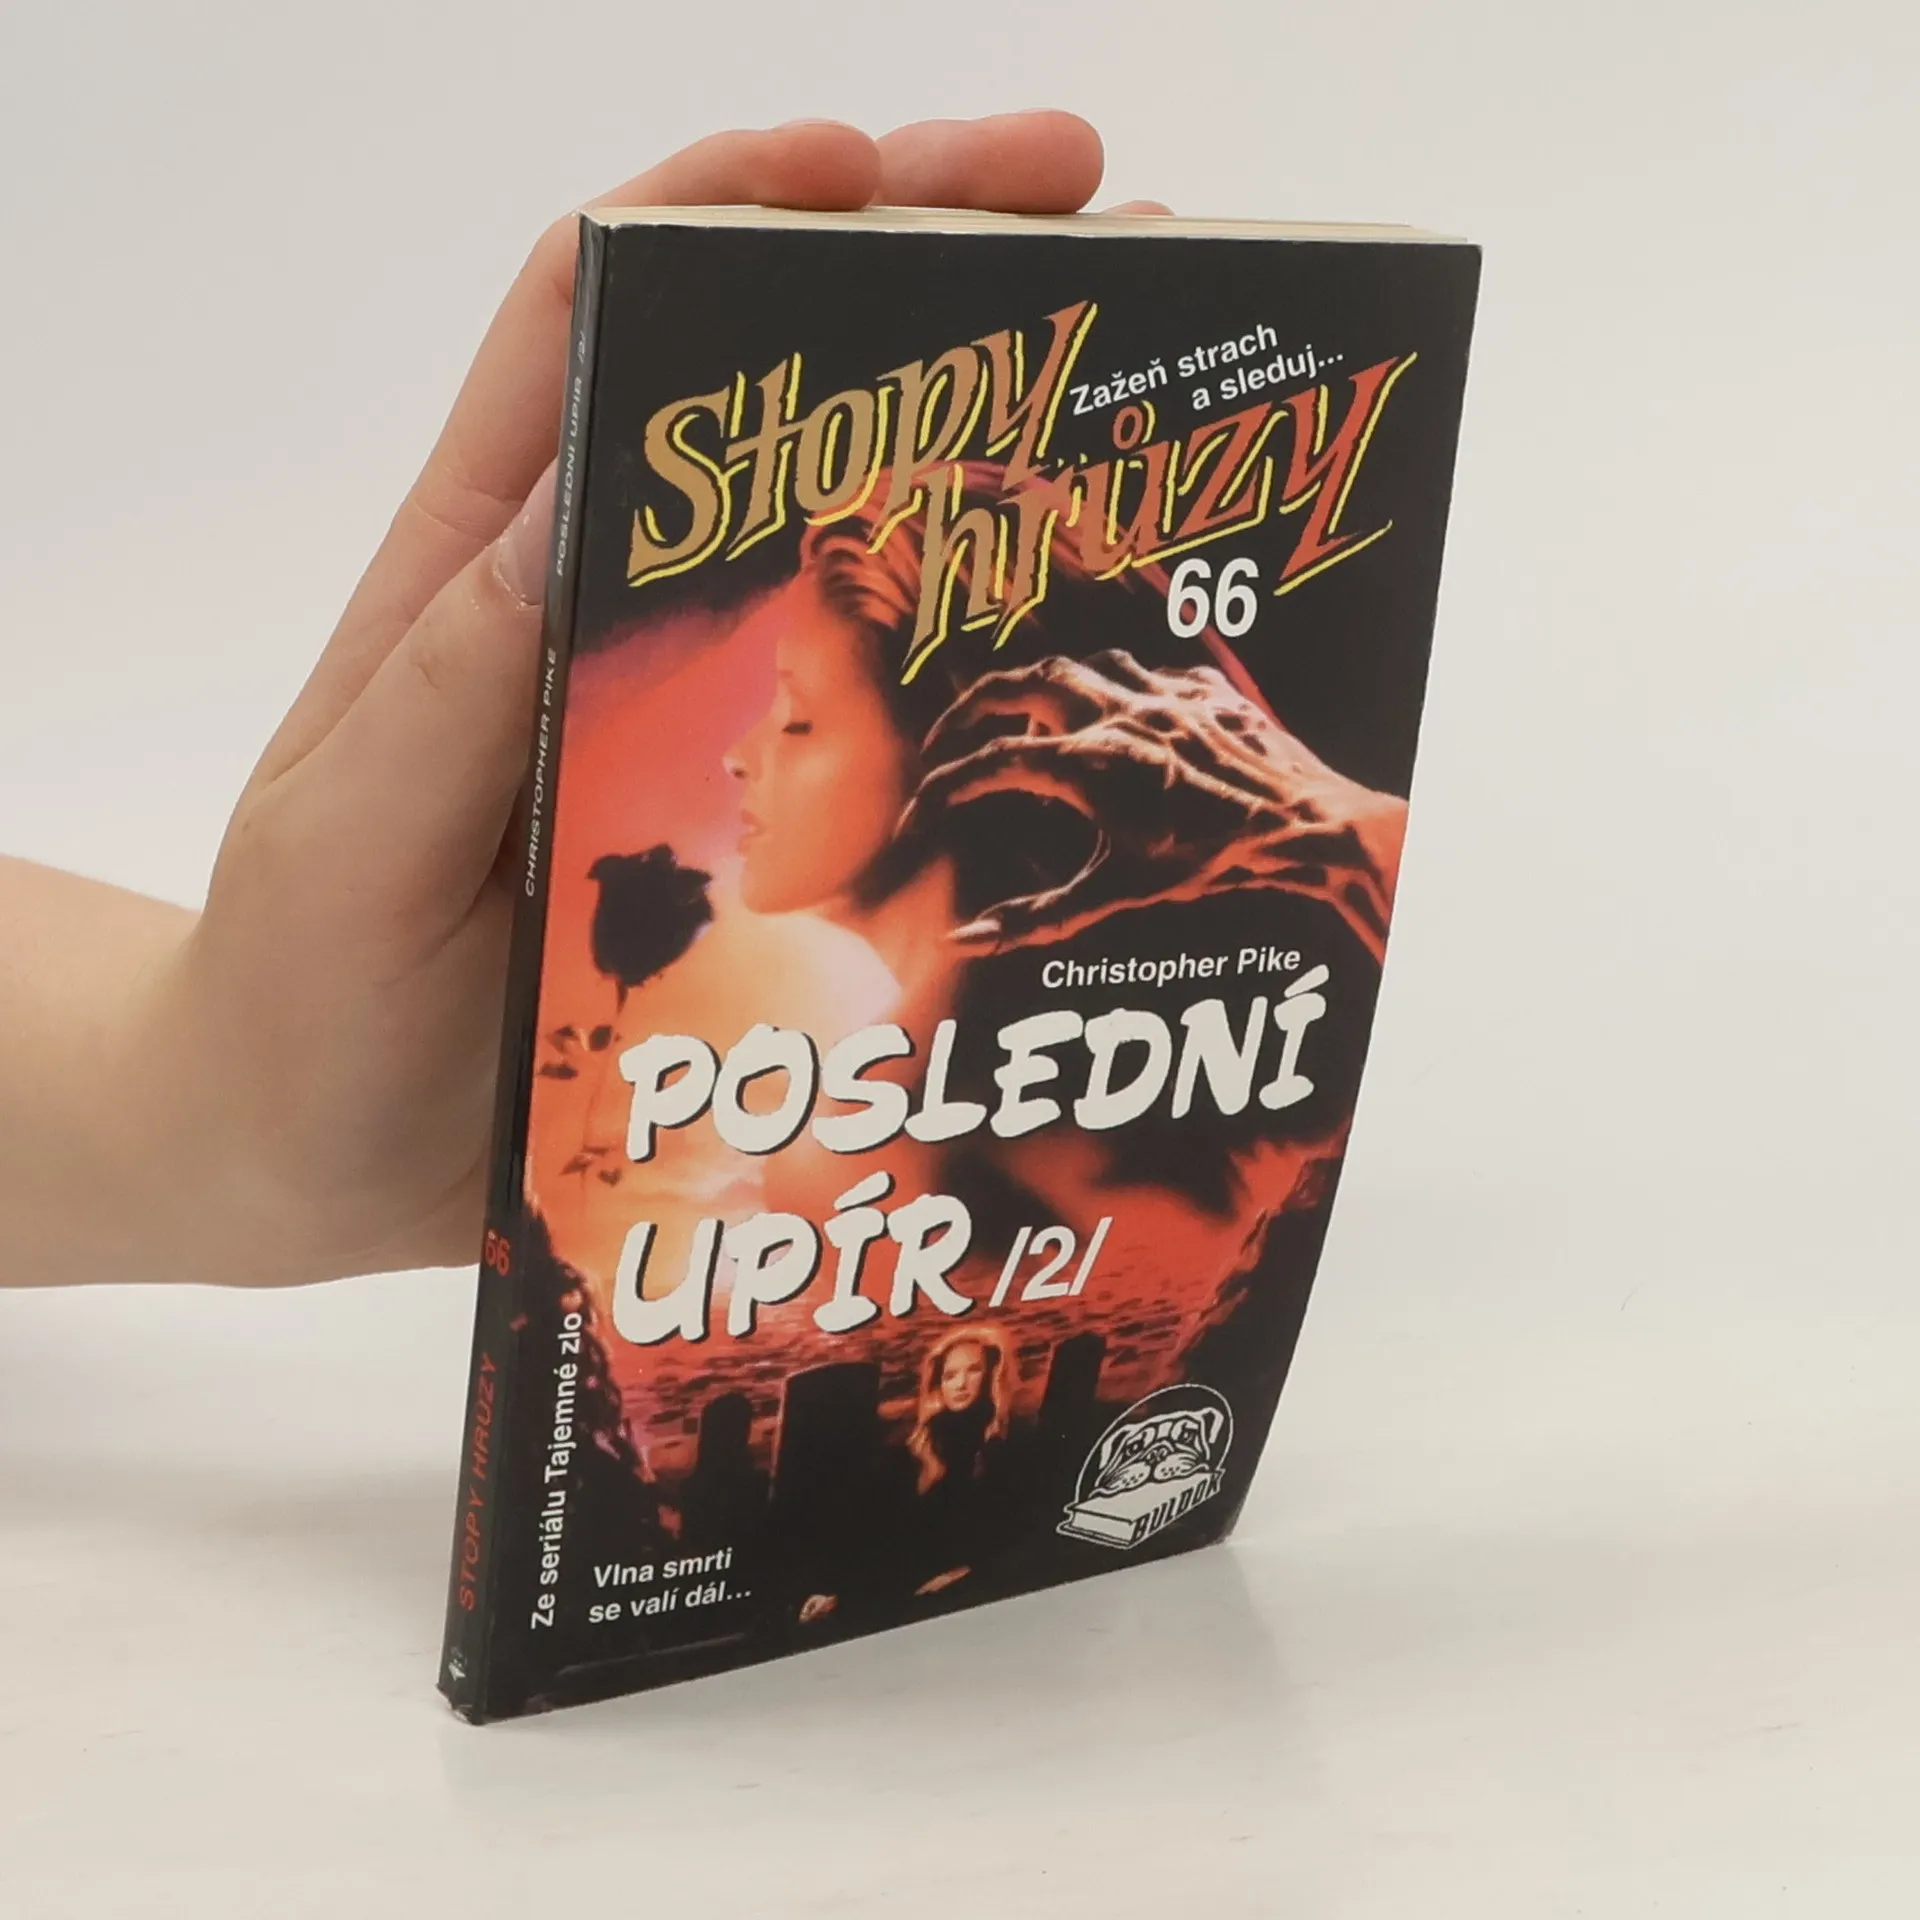 Zažeň strach
a sleduj...
Stopy
hrůzy
66
Christopher Pike
POSLEDNÍ
UPÍR /2/
Ze seriálu Tajemné zlo
Vlna smrti
se valí dál...
BULDOK
POSLEDNÍ UPÍR /2/
CHRISTOPHER PIKE
66
STOPY HRŮZY